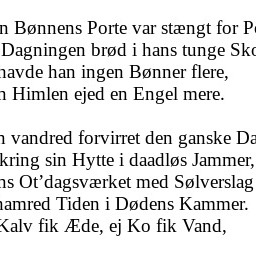 n Bønnens Porte var stængt for P
Dagningen brød i hans tunge Sko
havde han ingen Bønner flere,
n Himlen ejed en Engel mere.
n vandred forvirret den ganske Da
kring sin Hytte i daadløs Jammer,
ns Ot’dagsværket med Sølverslag
hamred Tiden i Dødens Kammer.
Kalv fik Æde, ej Ko fik Vand,